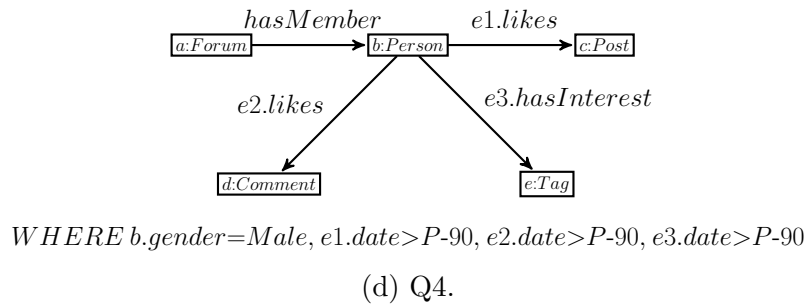 hasMember
e1.likes
a:Forum
b:Person
c:Post
e2.likes
e3.hasInterest
d:Comment
e:Tag
WHERE b.gender=Male, e1.date>P-90, e2.date>P-90, e3.date>P-90
(d) Q4.